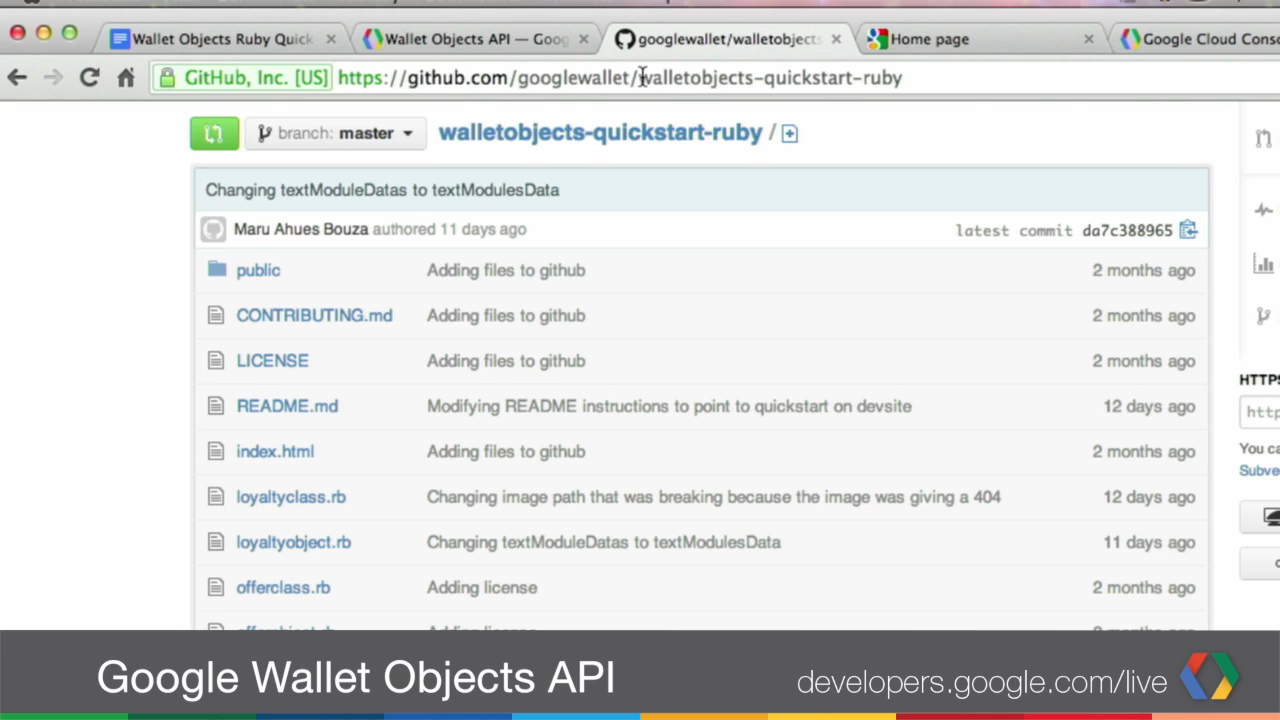 Wallet Objects Ruby Quick
Wallet Objects API — Goog
googlewallet/walletobjects
Home page
Google Cloud Conso
GitHub, Inc. [US] https://github.com/googlewallet/walletobjects-quickstart-ruby
branch: master walletobjects-quickstart-ruby /
Changing textModuleDatas to textModulesData
Maru Ahues Bouza authored 11 days ago latest commit da7c388965
public Adding files to github 2 months ago
CONTRIBUTING.md Adding files to github 2 months ago
LICENSE Adding files to github 2 months ago
README.md Modifying README instructions to point to quickstart on devsite 12 days ago
index.html Adding files to github 2 months ago
loyaltyclass.rb Changing image path that was breaking because the image was giving a 404 12 days ago
loyaltyobject.rb Changing textModuleDatas to textModulesData 11 days ago
offerclass.rb Adding license 2 months ago
HTTPS
http
You ca
Subve
Google Wallet Objects API
developers.google.com/live